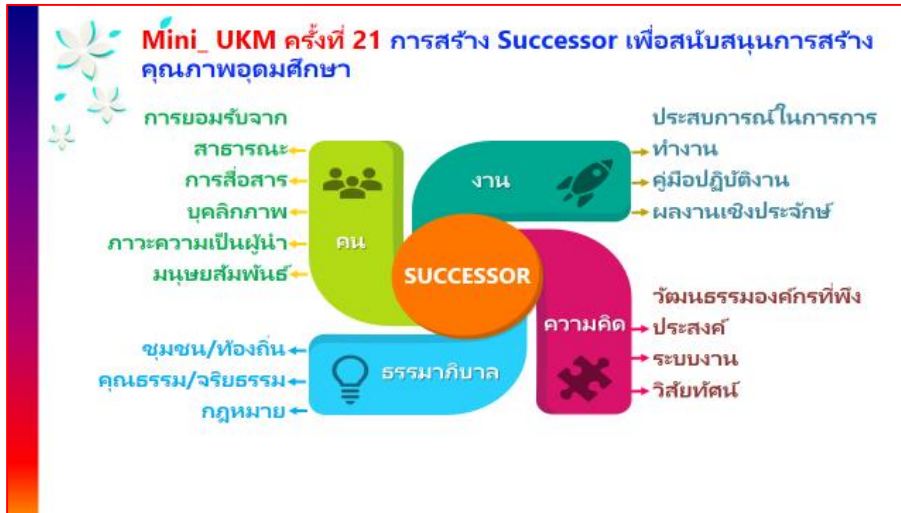 Mini_ UKM ครั้งที่ 21 การสร้าง Successor เพื่อสนับสนุนการสร้าง
คุณภาพอุดมศึกษา
การยอมรับจาก
สาธารณะ
การสื่อสาร
บุคลิกภาพ
ภาวะความเป็นผู้นำ
มนุษยสัมพันธ์
คน
งาน
ประสบการณ์ในการการ
ทำงาน
คู่มือปฏิบัติงาน
ผลงานเชิงประจักษ์
SUCCESSOR
ชุมชน/ท้องถิ่น
คุณธรรม/จริยธรรม
กฎหมาย
ธรรมาภิบาล
ความคิด
วัฒนธรรมองค์กรที่พึง
ประสงค์
ระบบงาน
วิสัยทัศน์